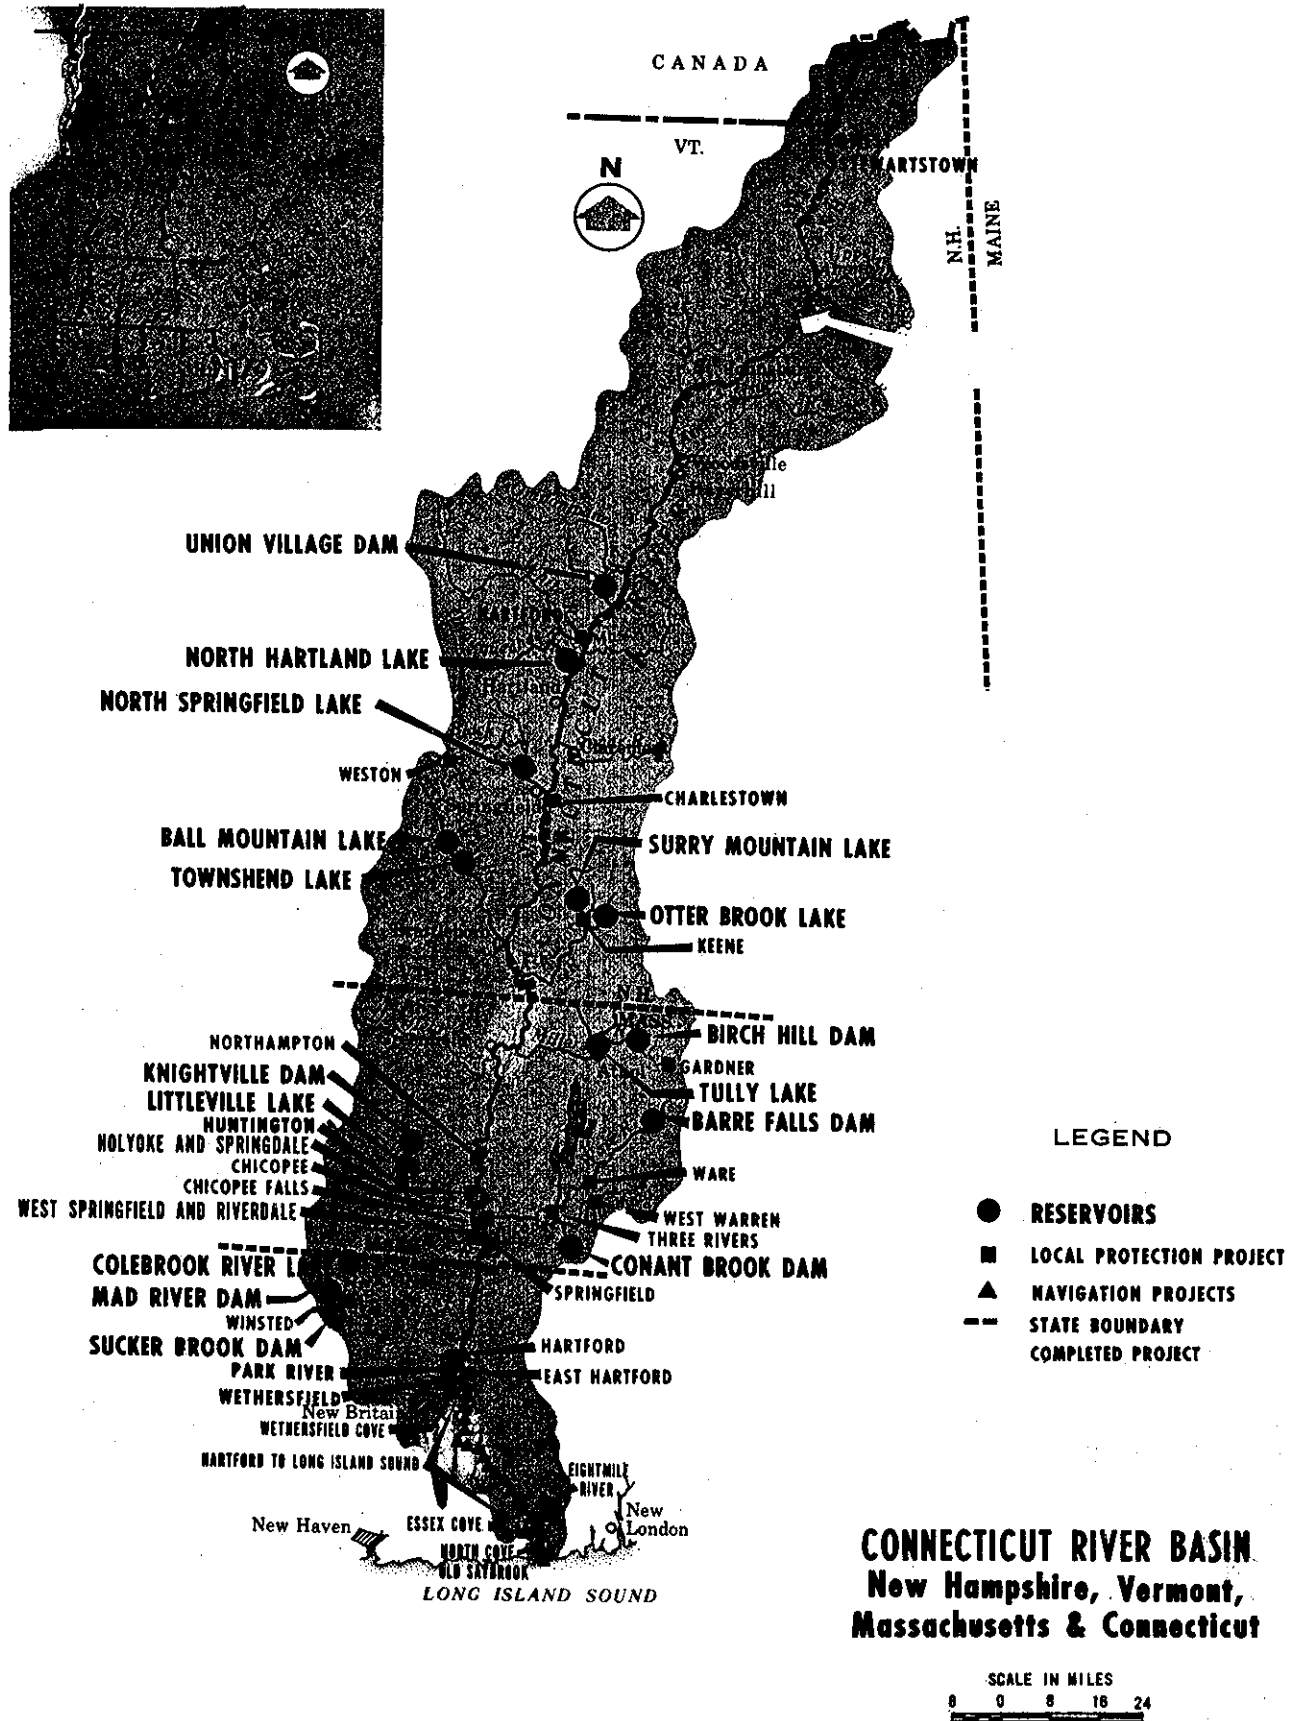 CANADA
VT.
N
N.H.
MAINE
UNION VILLAGE DAM
NORTH HARTLAND LAKE
Hartland
NORTH SPRINGFIELD LAKE
WESTON
CHARLESTOWN
BALL MOUNTAIN LAKE
SURRY MOUNTAIN LAKE
TOWNSHEND LAKE
OTTER BROOK LAKE
KEENE
N.H.
MASS
BIRCH HILL DAM
NORTHAMPTON
GARDNER
KNIGHTVILLE DAM
TULLY LAKE
LITTLEVILLE LAKE
BARRE FALLS DAM
HUNTINGTON
HOLYOKE AND SPRINGDALE
CHICOPEE
WARE
CHICOPEE FALLS
WEST SPRINGFIELD AND RIVERDALE
WEST WARREN
THREE RIVERS
COLEBROOK RIVER
CONANT BROOK DAM
MAD RIVER DAM
SPRINGFIELD
WINSTED
SUCKER BROOK DAM
HARTFORD
PARK RIVER
EAST HARTFORD
WETHERSFIELD
New Britai
WETHERSFIELD COVE
HARTFORD TO LONG ISLAND SOUND
EIGHTMILE
RIVER
New Haven
ESSEX COVE
New
London
NORTH COVE
OLD SAYBROOK
LONG ISLAND SOUND
LEGEND
RESERVOIRS
LOCAL PROTECTION PROJECT
NAVIGATION PROJECTS
STATE BOUNDARY
COMPLETED PROJECT
CONNECTICUT RIVER BASIN
New Hampshire, Vermont,
Massachusetts & Connecticut
SCALE IN MILES
8 0 8 16 24